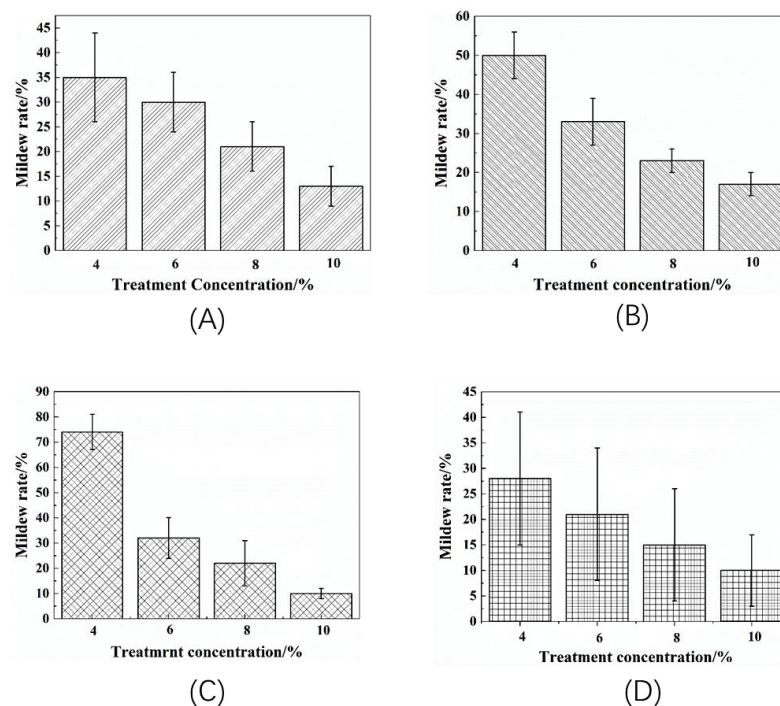 Mildew rate/%
45
40
35
30
25
20
15
10
5
0
4 6 8 10
Treatment Concentration/%
(A)
Mildew rate/%
60
50
40
30
20
10
0
4 6 8 10
Treatment concentration/%
(B)
Mildew rate/%
90
80
70
60
50
40
30
20
10
0
4 6 8 10
Treatmrnt concentration/%
(C)
Mildew rate/%
45
40
35
30
25
20
15
10
5
0
4 6 8 10
Treatment concentration/%
(D)